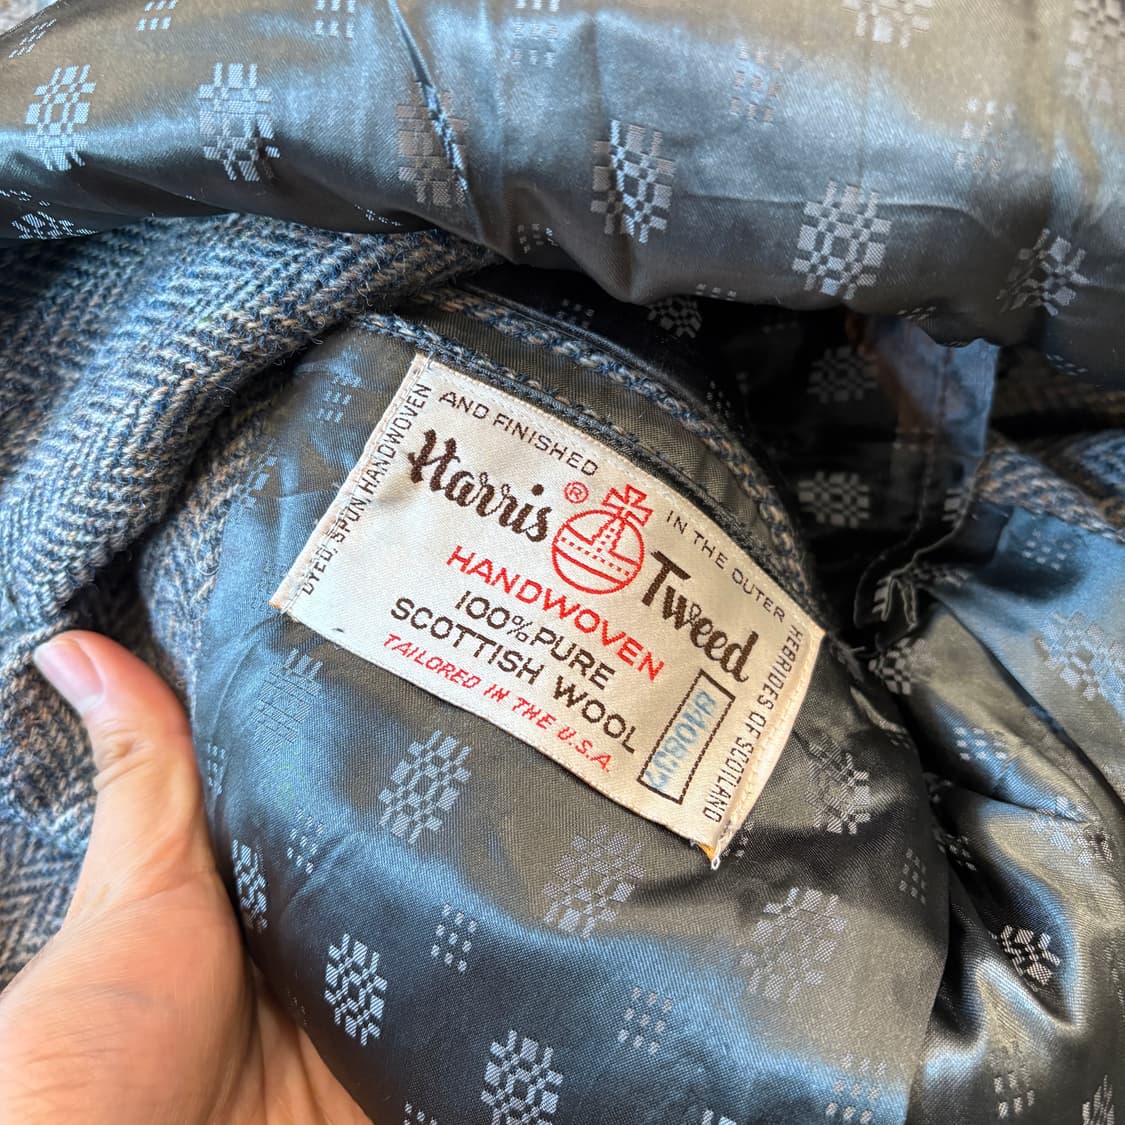 DYED, SPUN HANDWOVEN
AND FINISHED
IN THE OUTER
HEBRIDES OF SCOTLAND
Harris ®
Tweed
HANDWOVEN
100% PURE
SCOTTISH WOOL
TAILORED IN THE U.S.A.